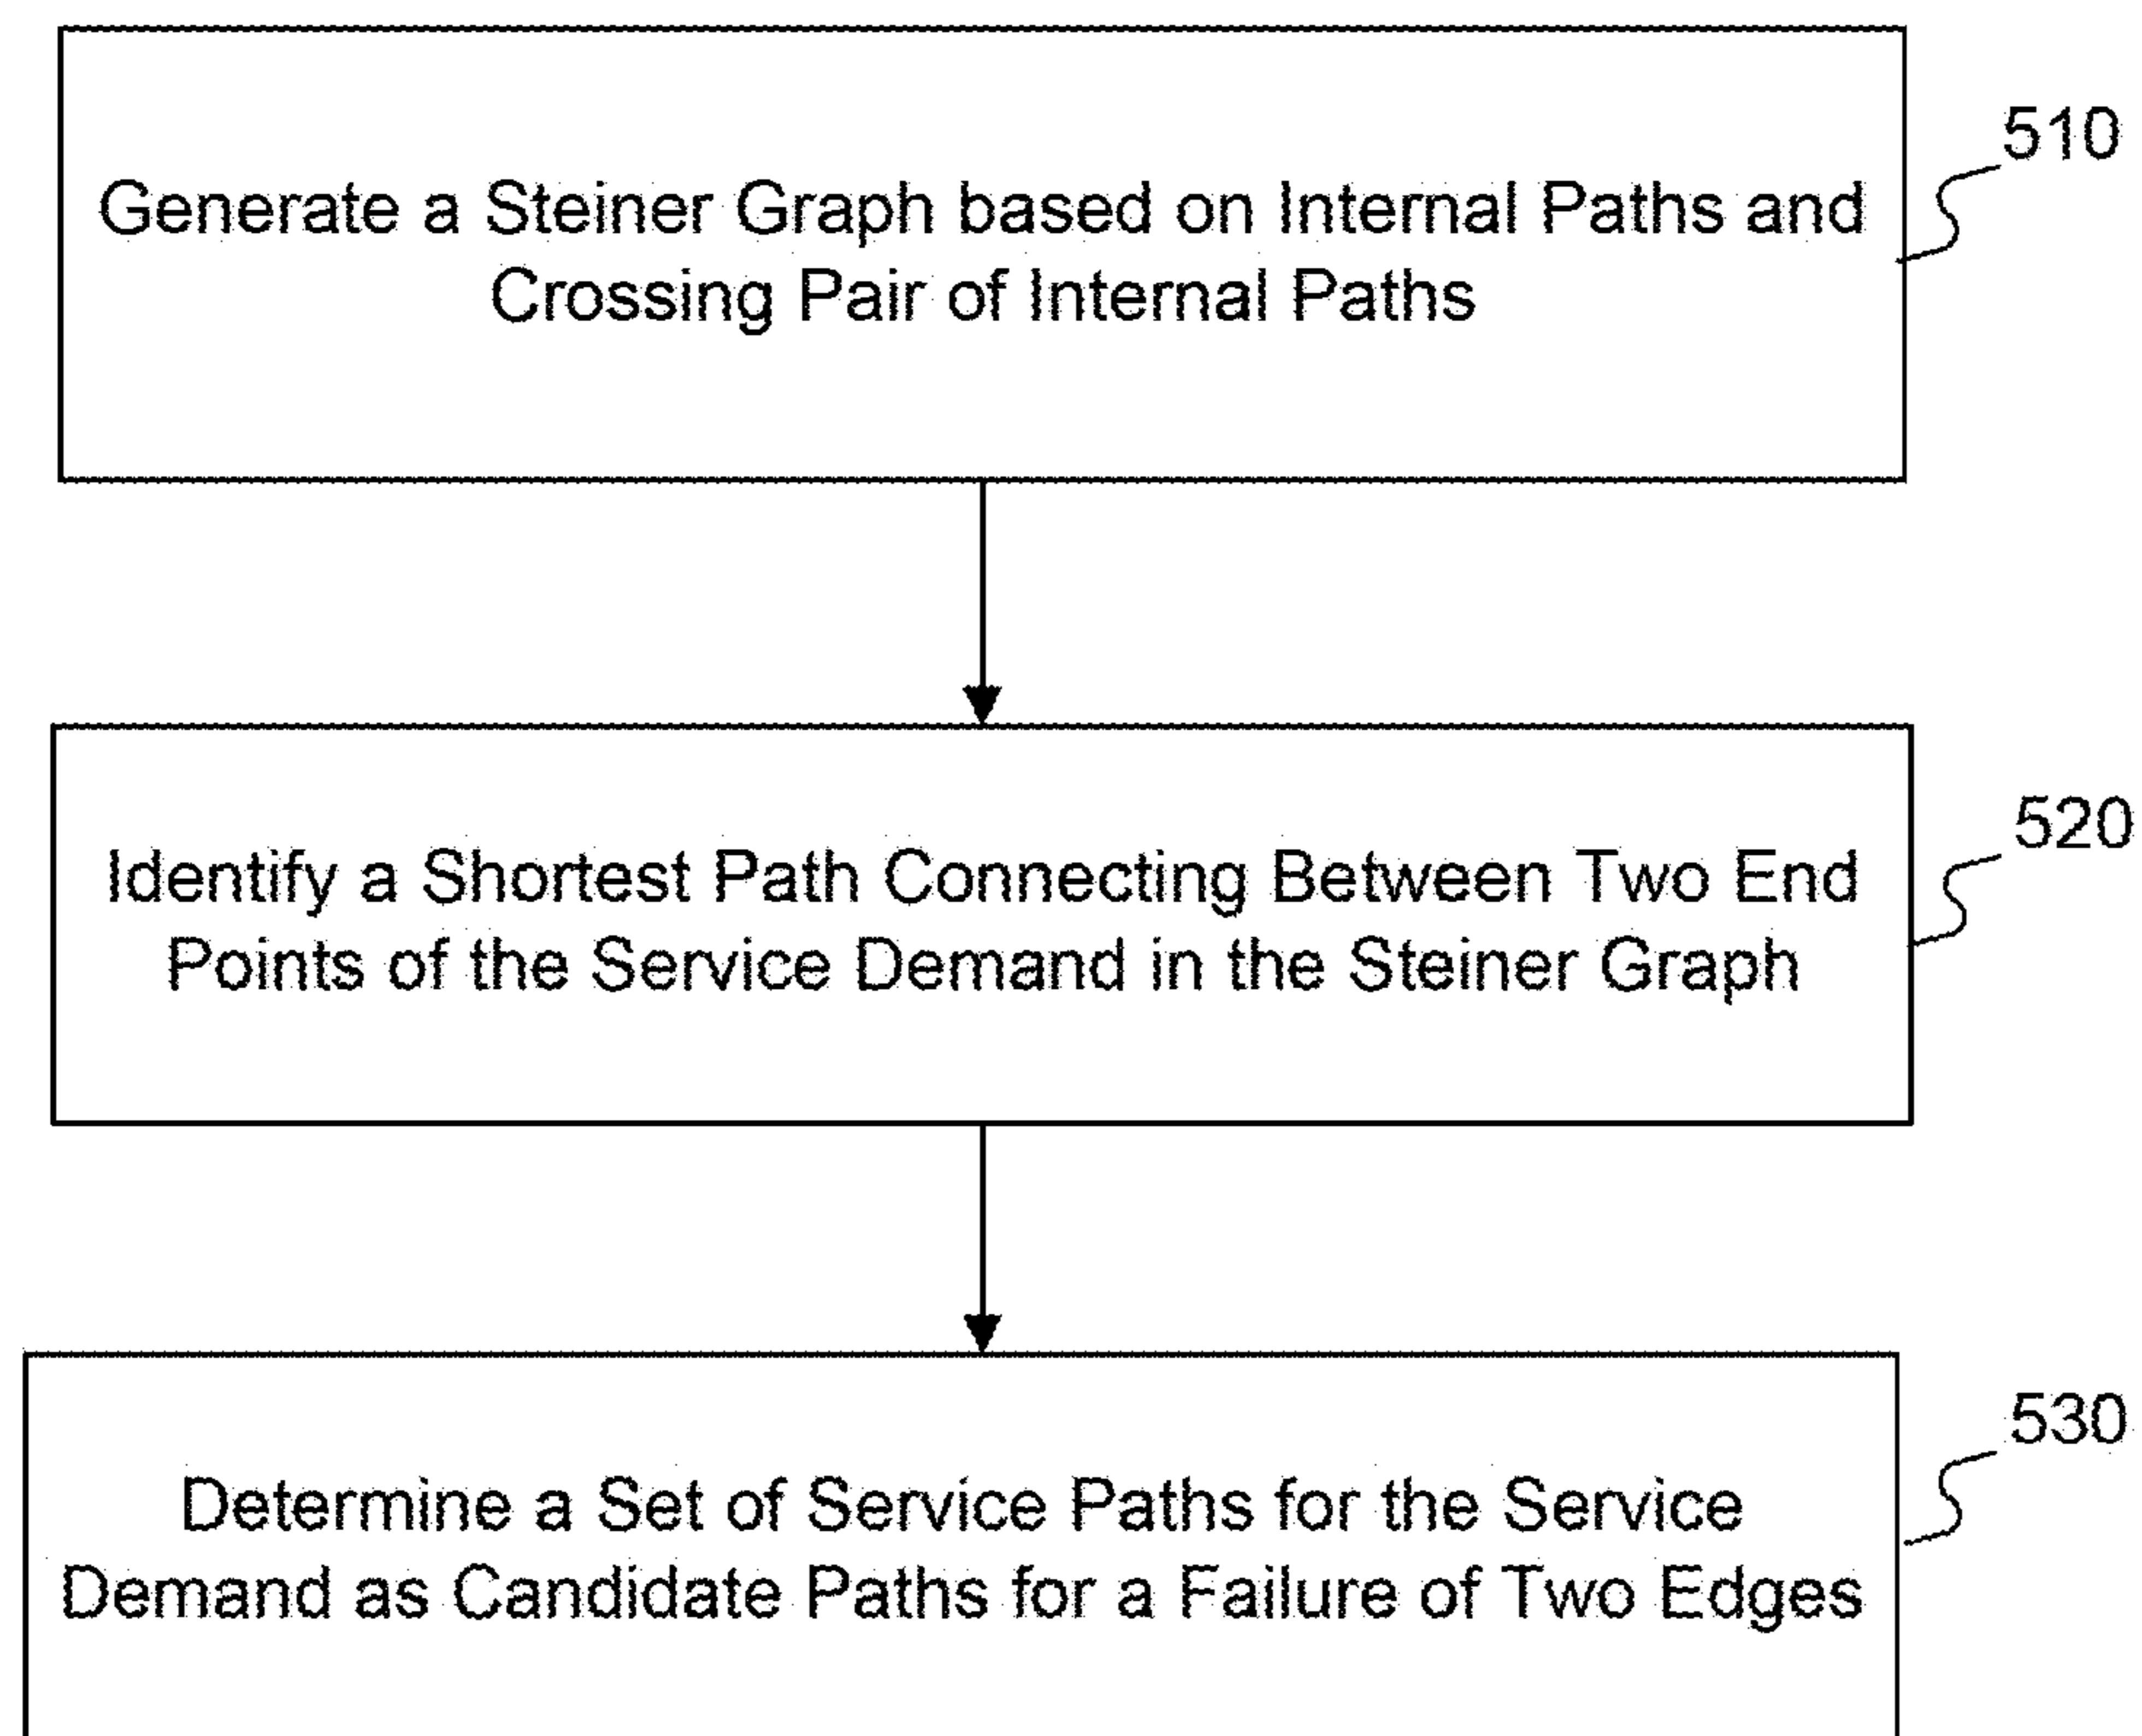 510
Generate a Steiner Graph based on Internal Paths and
Crossing Pair of Internal Paths
520
Identify a Shortest Path Connecting Between Two End
Points of the Service Demand in the Steiner Graph
530
Determine a Set of Service Paths for the Service
Demand as Candidate Paths for a Failure of Two Edges